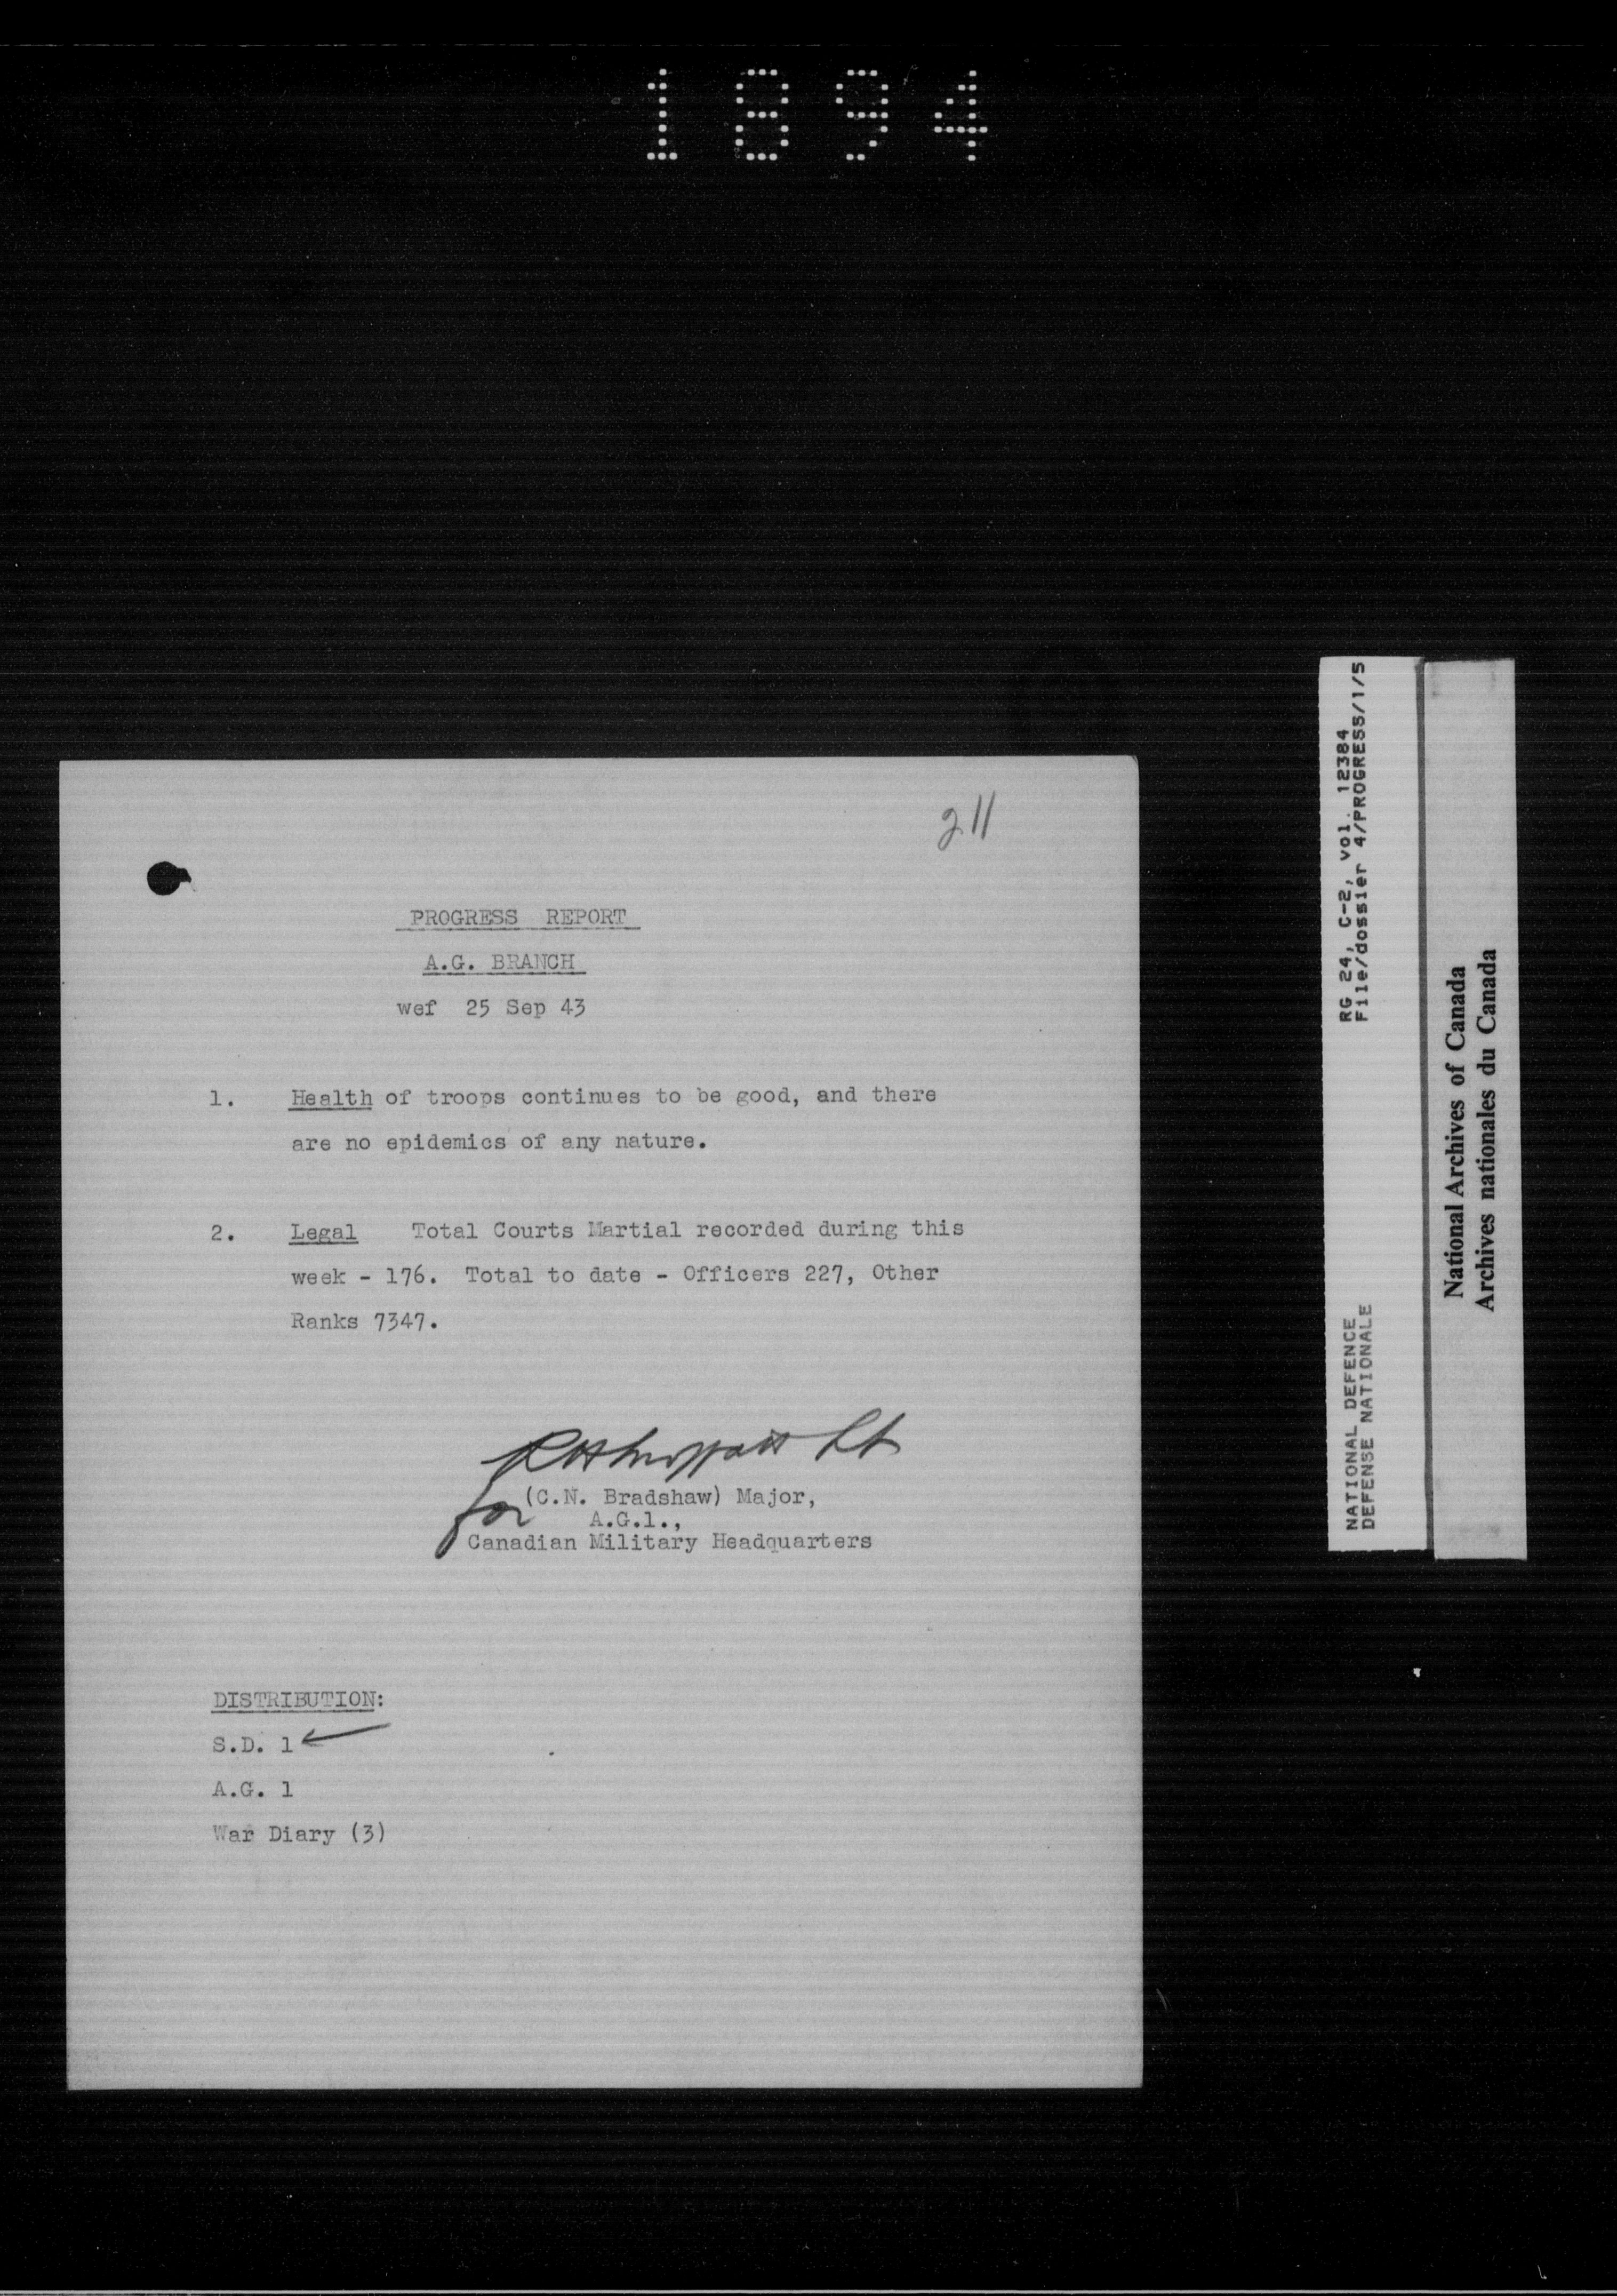 1894
211
PROGRESS REPORT
A.G. BRANCH
wef 25 Sep 43
1. Health of troops continues to be good, and there
are no epidemics of any nature.
2. Legal Total Courts Martial recorded during this
week - 176. Total to date - Officers 227, Other
Ranks 7347.
Lt
for (C.N. Bradshaw) Major,
A.G.1.,
Canadian Military Headquarters
DISTRIBUTION:
S.D. 1
A.G. 1
War Diary (3)
RG 24, C-2, vol. 12384
File/dossier 4/PROGRESS/1/5
NATIONAL DEFENCE
DEFENSE NATIONALE
National Archives of Canada
Archives nationales du Canada